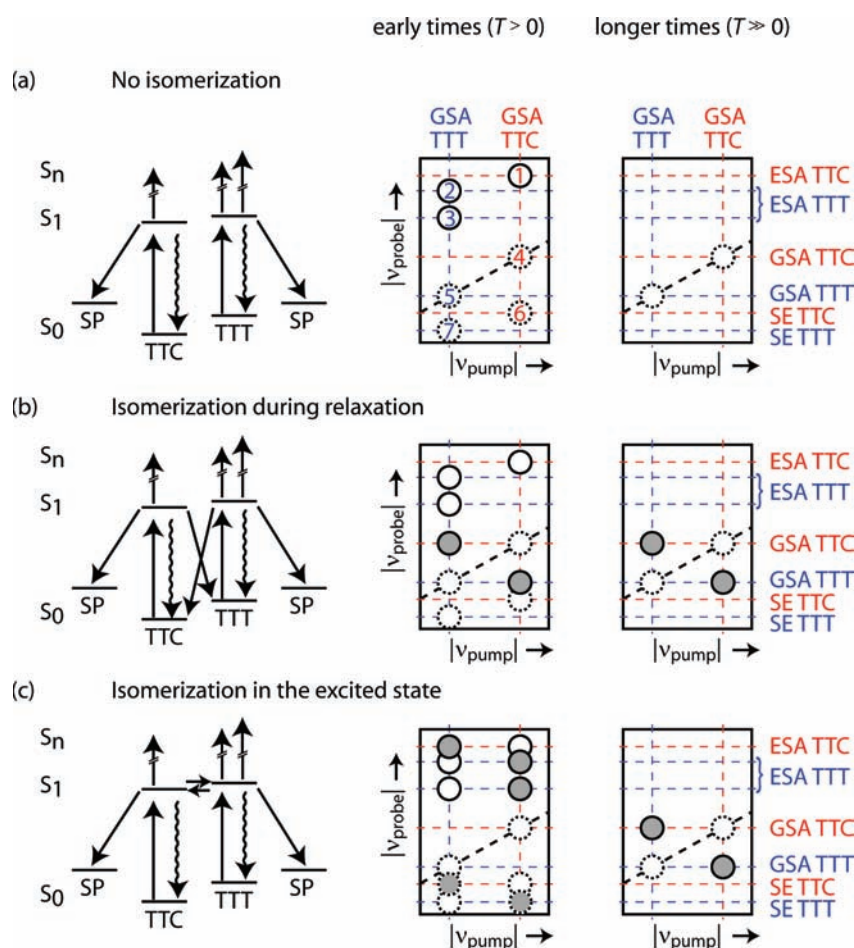 early times (T > 0) longer times (T ≫ 0)
(a) No isomerization
GSA TTT GSA TTC GSA TTT GSA TTC
Sn
S1
S0
SP TTC TTT SP
1
2
3
4
5
6
7
|νprobe|
|νpump| |νpump|
ESA TTC
ESA TTT
GSA TTC
GSA TTT
SE TTC
SE TTT
(b) Isomerization during relaxation
Sn
S1
S0
SP TTC TTT SP
|νprobe|
|νpump| |νpump|
ESA TTC
ESA TTT
GSA TTC
GSA TTT
SE TTC
SE TTT
(c) Isomerization in the excited state
Sn
S1
S0
SP TTC TTT SP
|νprobe|
|νpump| |νpump|
ESA TTC
ESA TTT
GSA TTC
GSA TTT
SE TTC
SE TTT